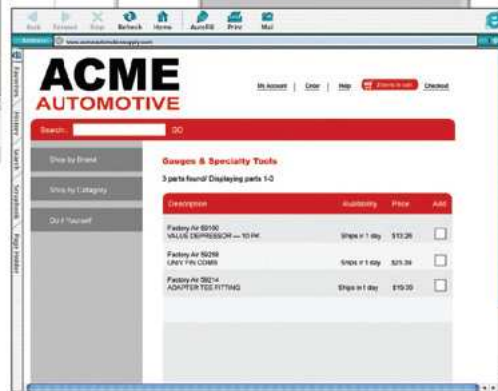 Back Forward Stop Refresh Home AutoFill Print Mail
ACME
AUTOMOTIVE
My Account | Order | Help Checkout
Search: GO
Favorites
History
Search
Scrapbook
Page Holder
Shop by Brand
Shop by Category
Do it Yourself
Gauges & Specialty Tools
3 parts found/ Displaying parts 1-3
Description Availability Price Add
Factory Air 59190
VALUE DEPRESSOR — 10 PK. Ships in 1 day
Factory Air 59259
UNIV FIN COMB Ships in 1 day
Factory Air 59214
ADAPTER TEE FITTING Ships in 1 day